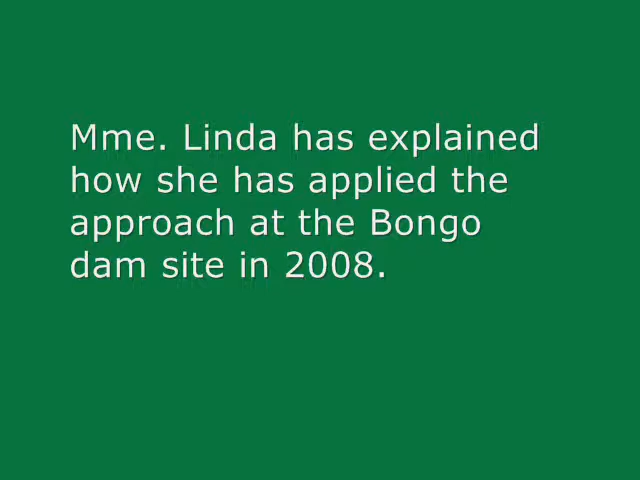 Mme. Linda has explained
how she has applied the
approach at the Bongo
dam site in 2008.